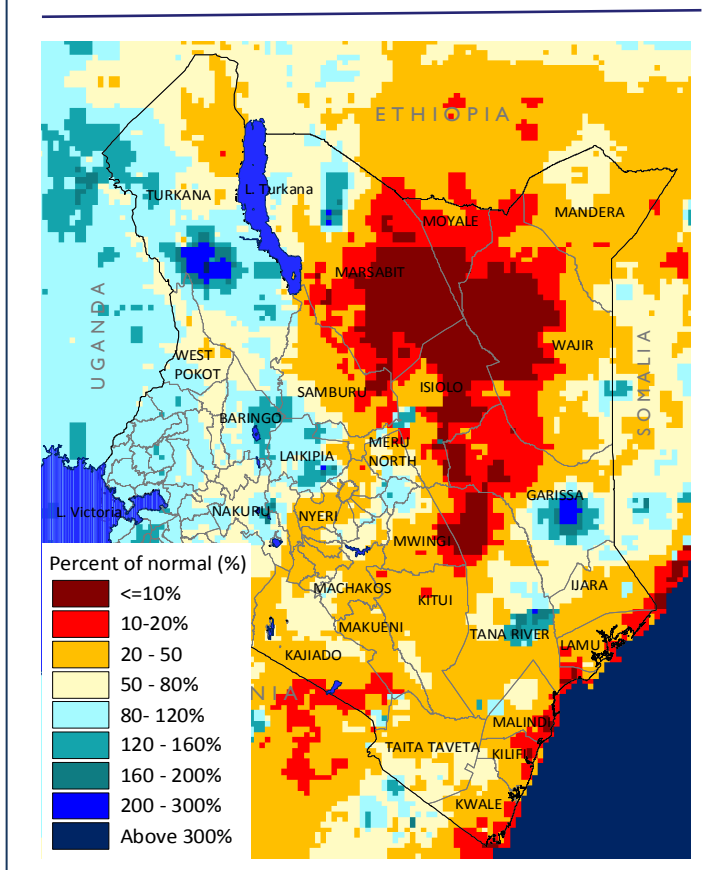 ETHIOPIA
TURKANA
L. Turkana
MOYALE
MANDERA
MARSABIT
UGANDA
WAJIR
SOMALIA
WEST
POKOT
SAMBURU
ISIOLO
BARINGO
LAIKIPIA
MERU
NORTH
GARISSA
L. Victoria
NAKURU
NYERI
MWINGI
Percent of normal (%)
<=10%
10-20%
20 - 50
50 - 80%
80- 120%
120 - 160%
160 - 200%
200 - 300%
Above 300%
MACHAKOS
KITUI
IJARA
MAKUENI
TANA RIVER
LAMU
KAJIADO
NIA
MALINDI
TAITA TAVETA
KILIFI
KWALE